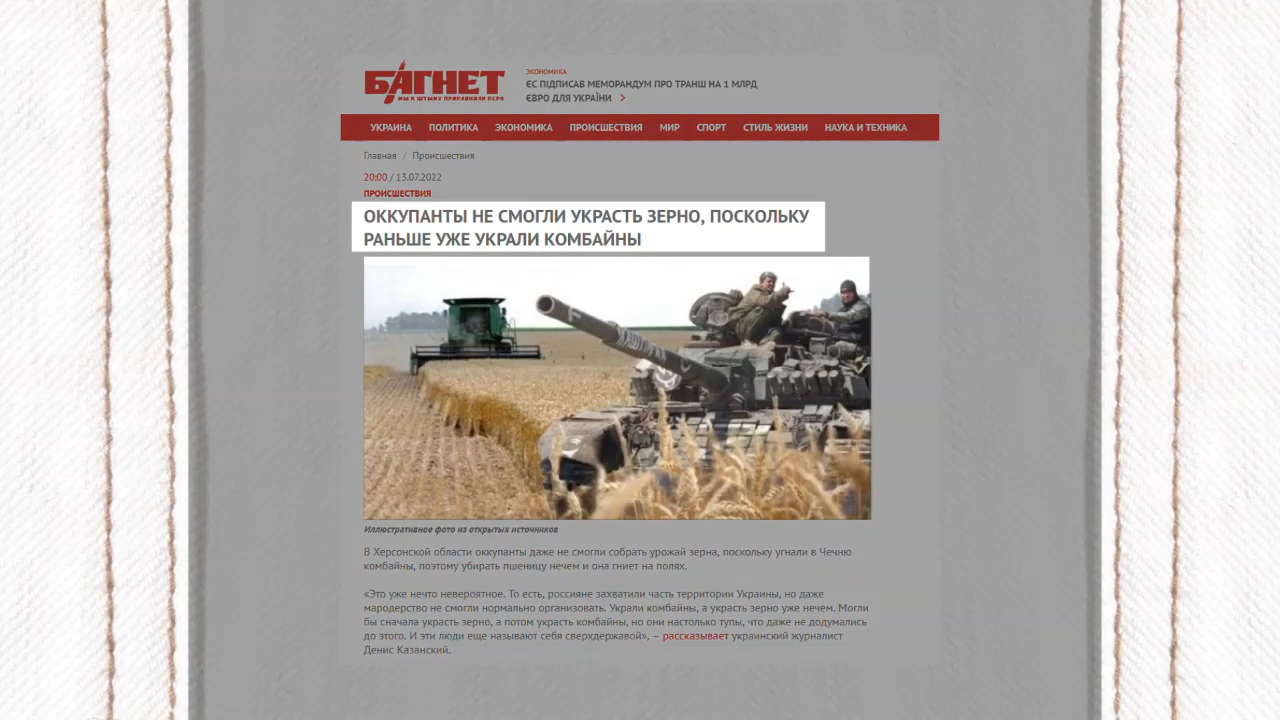 БАГНЕТ
МЫ К ШТЫКУ ПРИРАВНЯЛИ ПЕРО
ЭКОНОМИКА
ЄС ПІДПИСАВ МЕМОРАНДУМ ПРО ТРАНШ НА 1 МЛРД
ЄВРО ДЛЯ УКРАЇНИ
УКРАИНА ПОЛИТИКА ЭКОНОМИКА ПРОИСШЕСТВИЯ МИР СПОРТ СТИЛЬ ЖИЗНИ НАУКА И ТЕХНИКА
Главная / Происшествия
20:00 / 13.07.2022
ПРОИСШЕСТВИЯ
ОККУПАНТЫ НЕ СМОГЛИ УКРАСТЬ ЗЕРНО, ПОСКОЛЬКУ
РАНЬШЕ УЖЕ УКРАЛИ КОМБАЙНЫ
Иллюстративное фото из открытых источников
В Херсонской области оккупанты даже не смогли собрать урожай зерна, поскольку угнали в Чечню
комбайны, поэтому убирать пшеницу нечем и она гниет на полях.
«Это уже нечто невероятное. То есть, россияне захватили часть территории Украины, но даже
мародерство не смогли нормально организовать. Украли комбайны, а украсть зерно уже нечем. Могли
бы сначала украсть зерно, а потом украсть комбайны, но они настолько тупы, что даже не додумались
до этого. И эти люди еще называют себя сверхдержавой», – рассказывает украинский журналист
Денис Казанский.